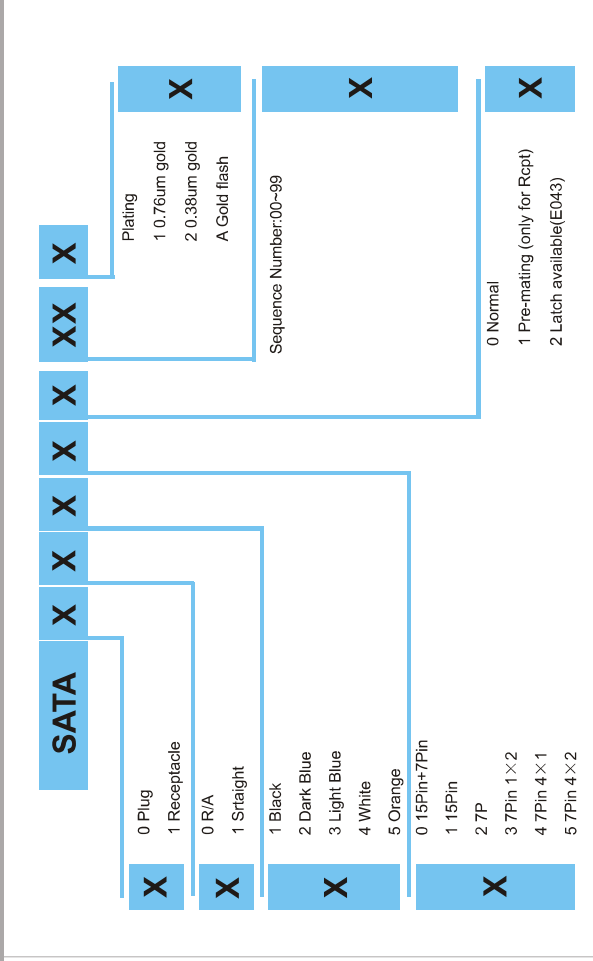 SATA X X X X X XX X
X
0 Plug
1 Receptacle
X
0 R/A
1 Srtaight
X
1 Black
2 Dark Blue
3 Light Blue
4 White
5 Orange
X
0 15Pin+7Pin
1 15Pin
2 7P
3 7Pin 1×2
4 7Pin 4×1
5 7Pin 4×2
Plating
1 0.76um gold
2 0.38um gold
A Gold flash
X
Sequence Number:00~99
X
0 Normal
1 Pre-mating (only for Rcpt)
2 Latch available(E043)
X